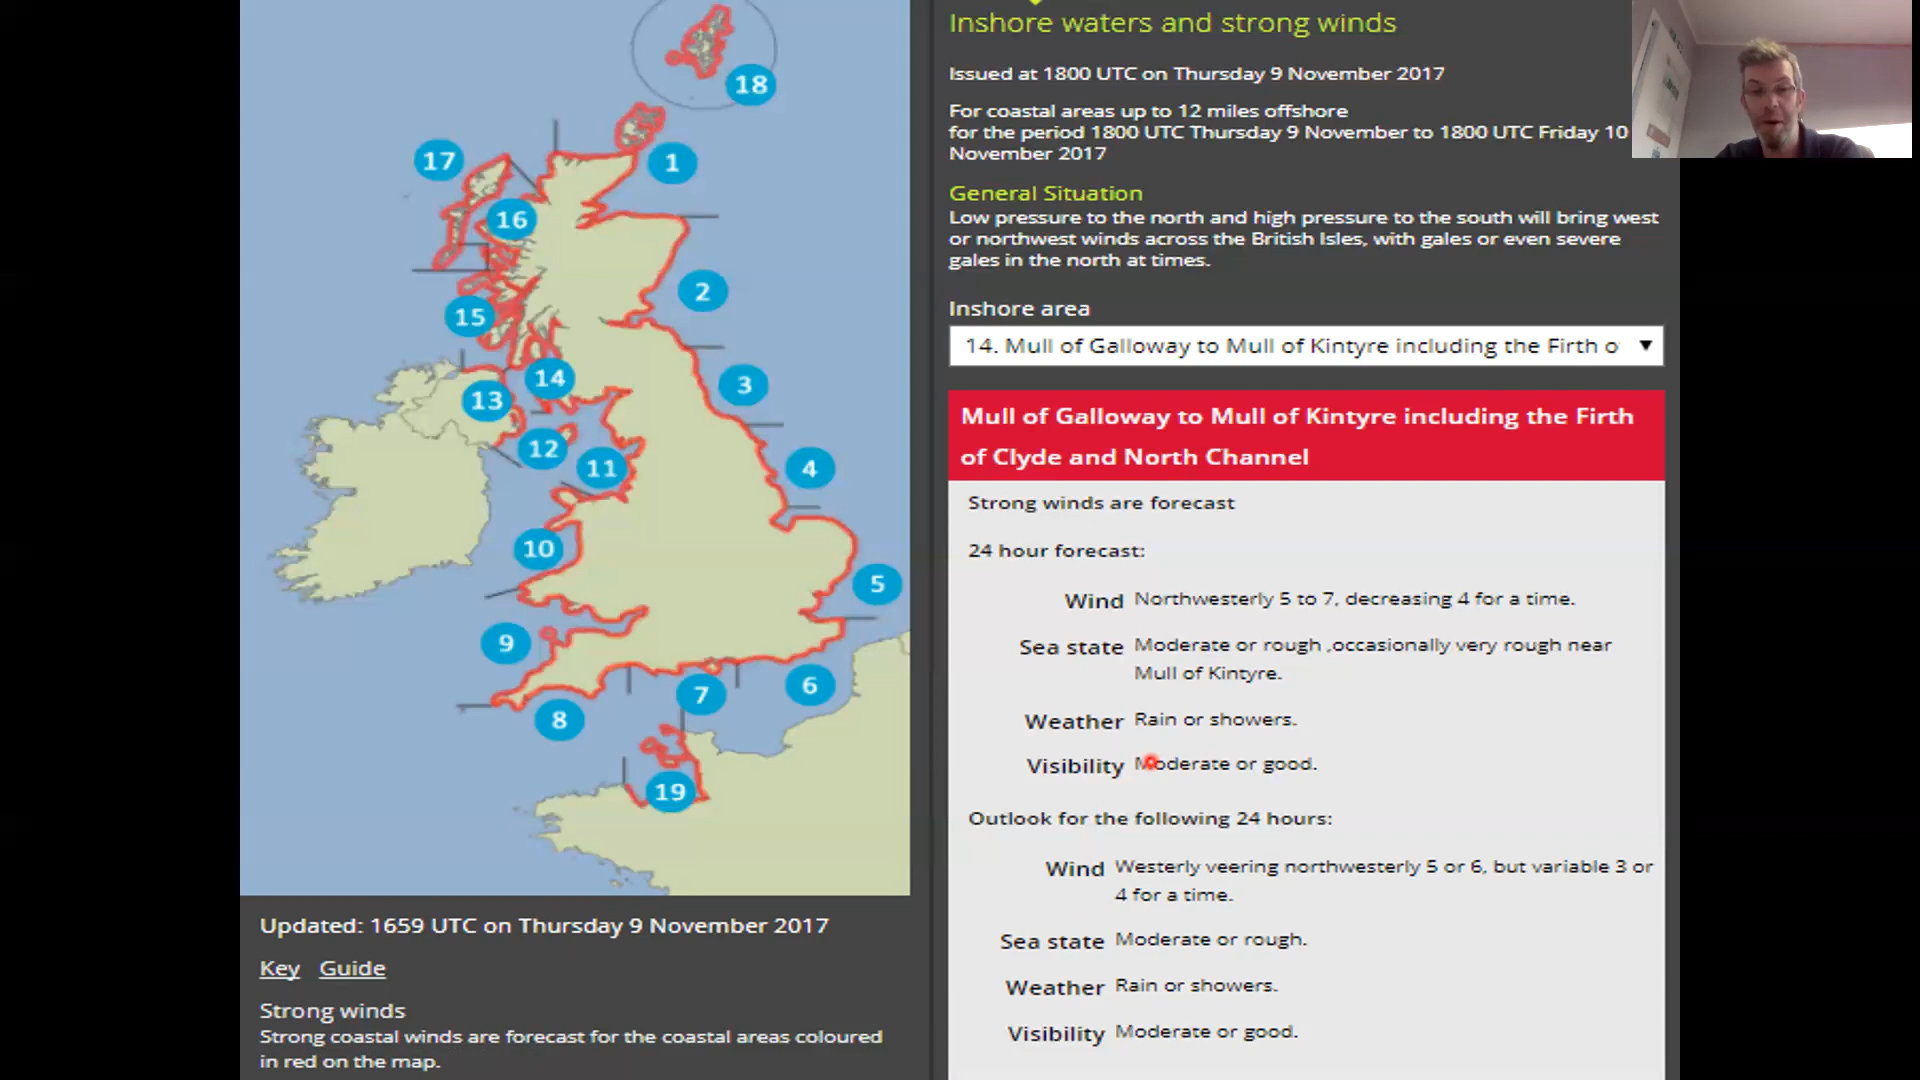 18
17
1
16
2
15
14
3
13
12
11
4
10
5
9
6
7
8
19
Updated: 1659 UTC on Thursday 9 November 2017
Key Guide
Strong winds
Strong coastal winds are forecast for the coastal areas coloured
in red on the map.
Inshore waters and strong winds
Issued at 1800 UTC on Thursday 9 November 2017
For coastal areas up to 12 miles offshore
for the period 1800 UTC Thursday 9 November to 1800 UTC Friday 10
November 2017
General Situation
Low pressure to the north and high pressure to the south will bring west
or northwest winds across the British Isles, with gales or even severe
gales in the north at times.
Inshore area
14. Mull of Galloway to Mull of Kintyre including the Firth o
Mull of Galloway to Mull of Kintyre including the Firth
of Clyde and North Channel
Strong winds are forecast
24 hour forecast:
Wind Northwesterly 5 to 7, decreasing 4 for a time.
Sea state Moderate or rough ,occasionally very rough near
Mull of Kintyre.
Weather Rain or showers.
Visibility Moderate or good.
Outlook for the following 24 hours:
Wind Westerly veering northwesterly 5 or 6, but variable 3 or
4 for a time.
Sea state Moderate or rough.
Weather Rain or showers.
Visibility Moderate or good.